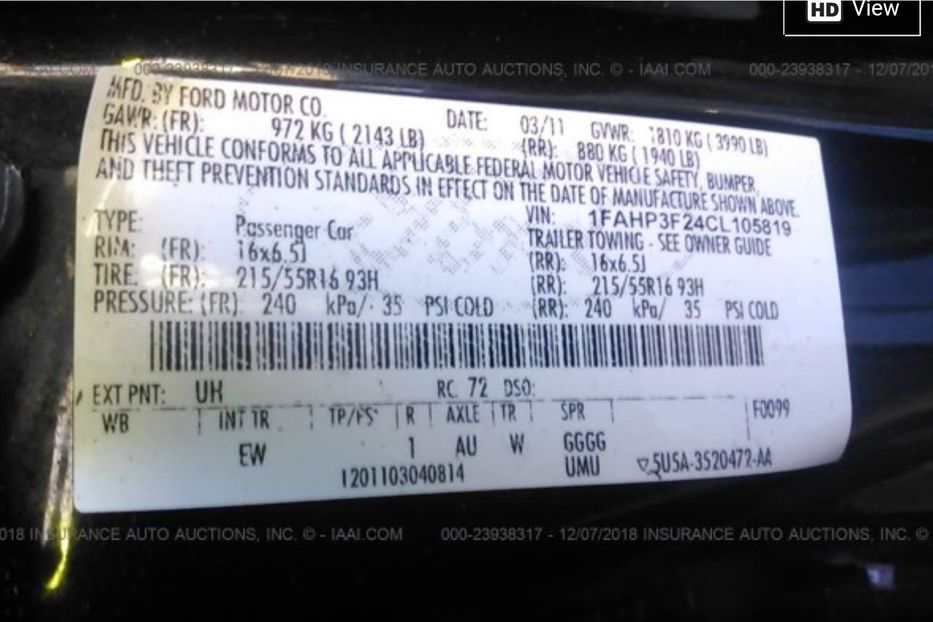 HD View
IAAI.COM 000-23938317 - 12/07/2018 INSURANCE AUTO AUCTIONS, INC. © - IAAI.COM 000-23938317 - 12/07/201
MFD. BY FORD MOTOR CO.
DATE: 03/11 GVWR: 1810 KG ( 3990 LB)
GAWR: (FR): 972 KG ( 2143 LB) (RR): 880 KG ( 1940 LB)
THIS VEHICLE CONFORMS TO ALL APPLICABLE FEDERAL MOTOR VEHICLE SAFETY, BUMPER,
AND THEFT PREVENTION STANDARDS IN EFFECT ON THE DATE OF MANUFACTURE SHOWN ABOVE.
VIN: 1FAHP3F24CL105819
TYPE: Passenger Car TRAILER TOWING - SEE OWNER GUIDE
RIM: (FR): 16x6.5J (RR): 16x6.5J
TIRE. (FR): 215/55R16 93H (RR): 215/55R16 93H
PRESSURE: (FR) 240 kPa/ 35 PSI COLD (RR): 240 kPa/ 35 PSI COLD
EXT PNT: UH RC: 72 DSO:
WB INT TR TP/PS R AXLE TR SPR F0099
EW 1 AU W GGGG
1201103040814 UMU ▽5U5A-3520472-AA
018 INSURANCE AUTO AUCTIONS, INC. © - IAAI.COM 000-23938317 - 12/07/2018 INSURANCE AUTO AUCTIONS, INC. ©